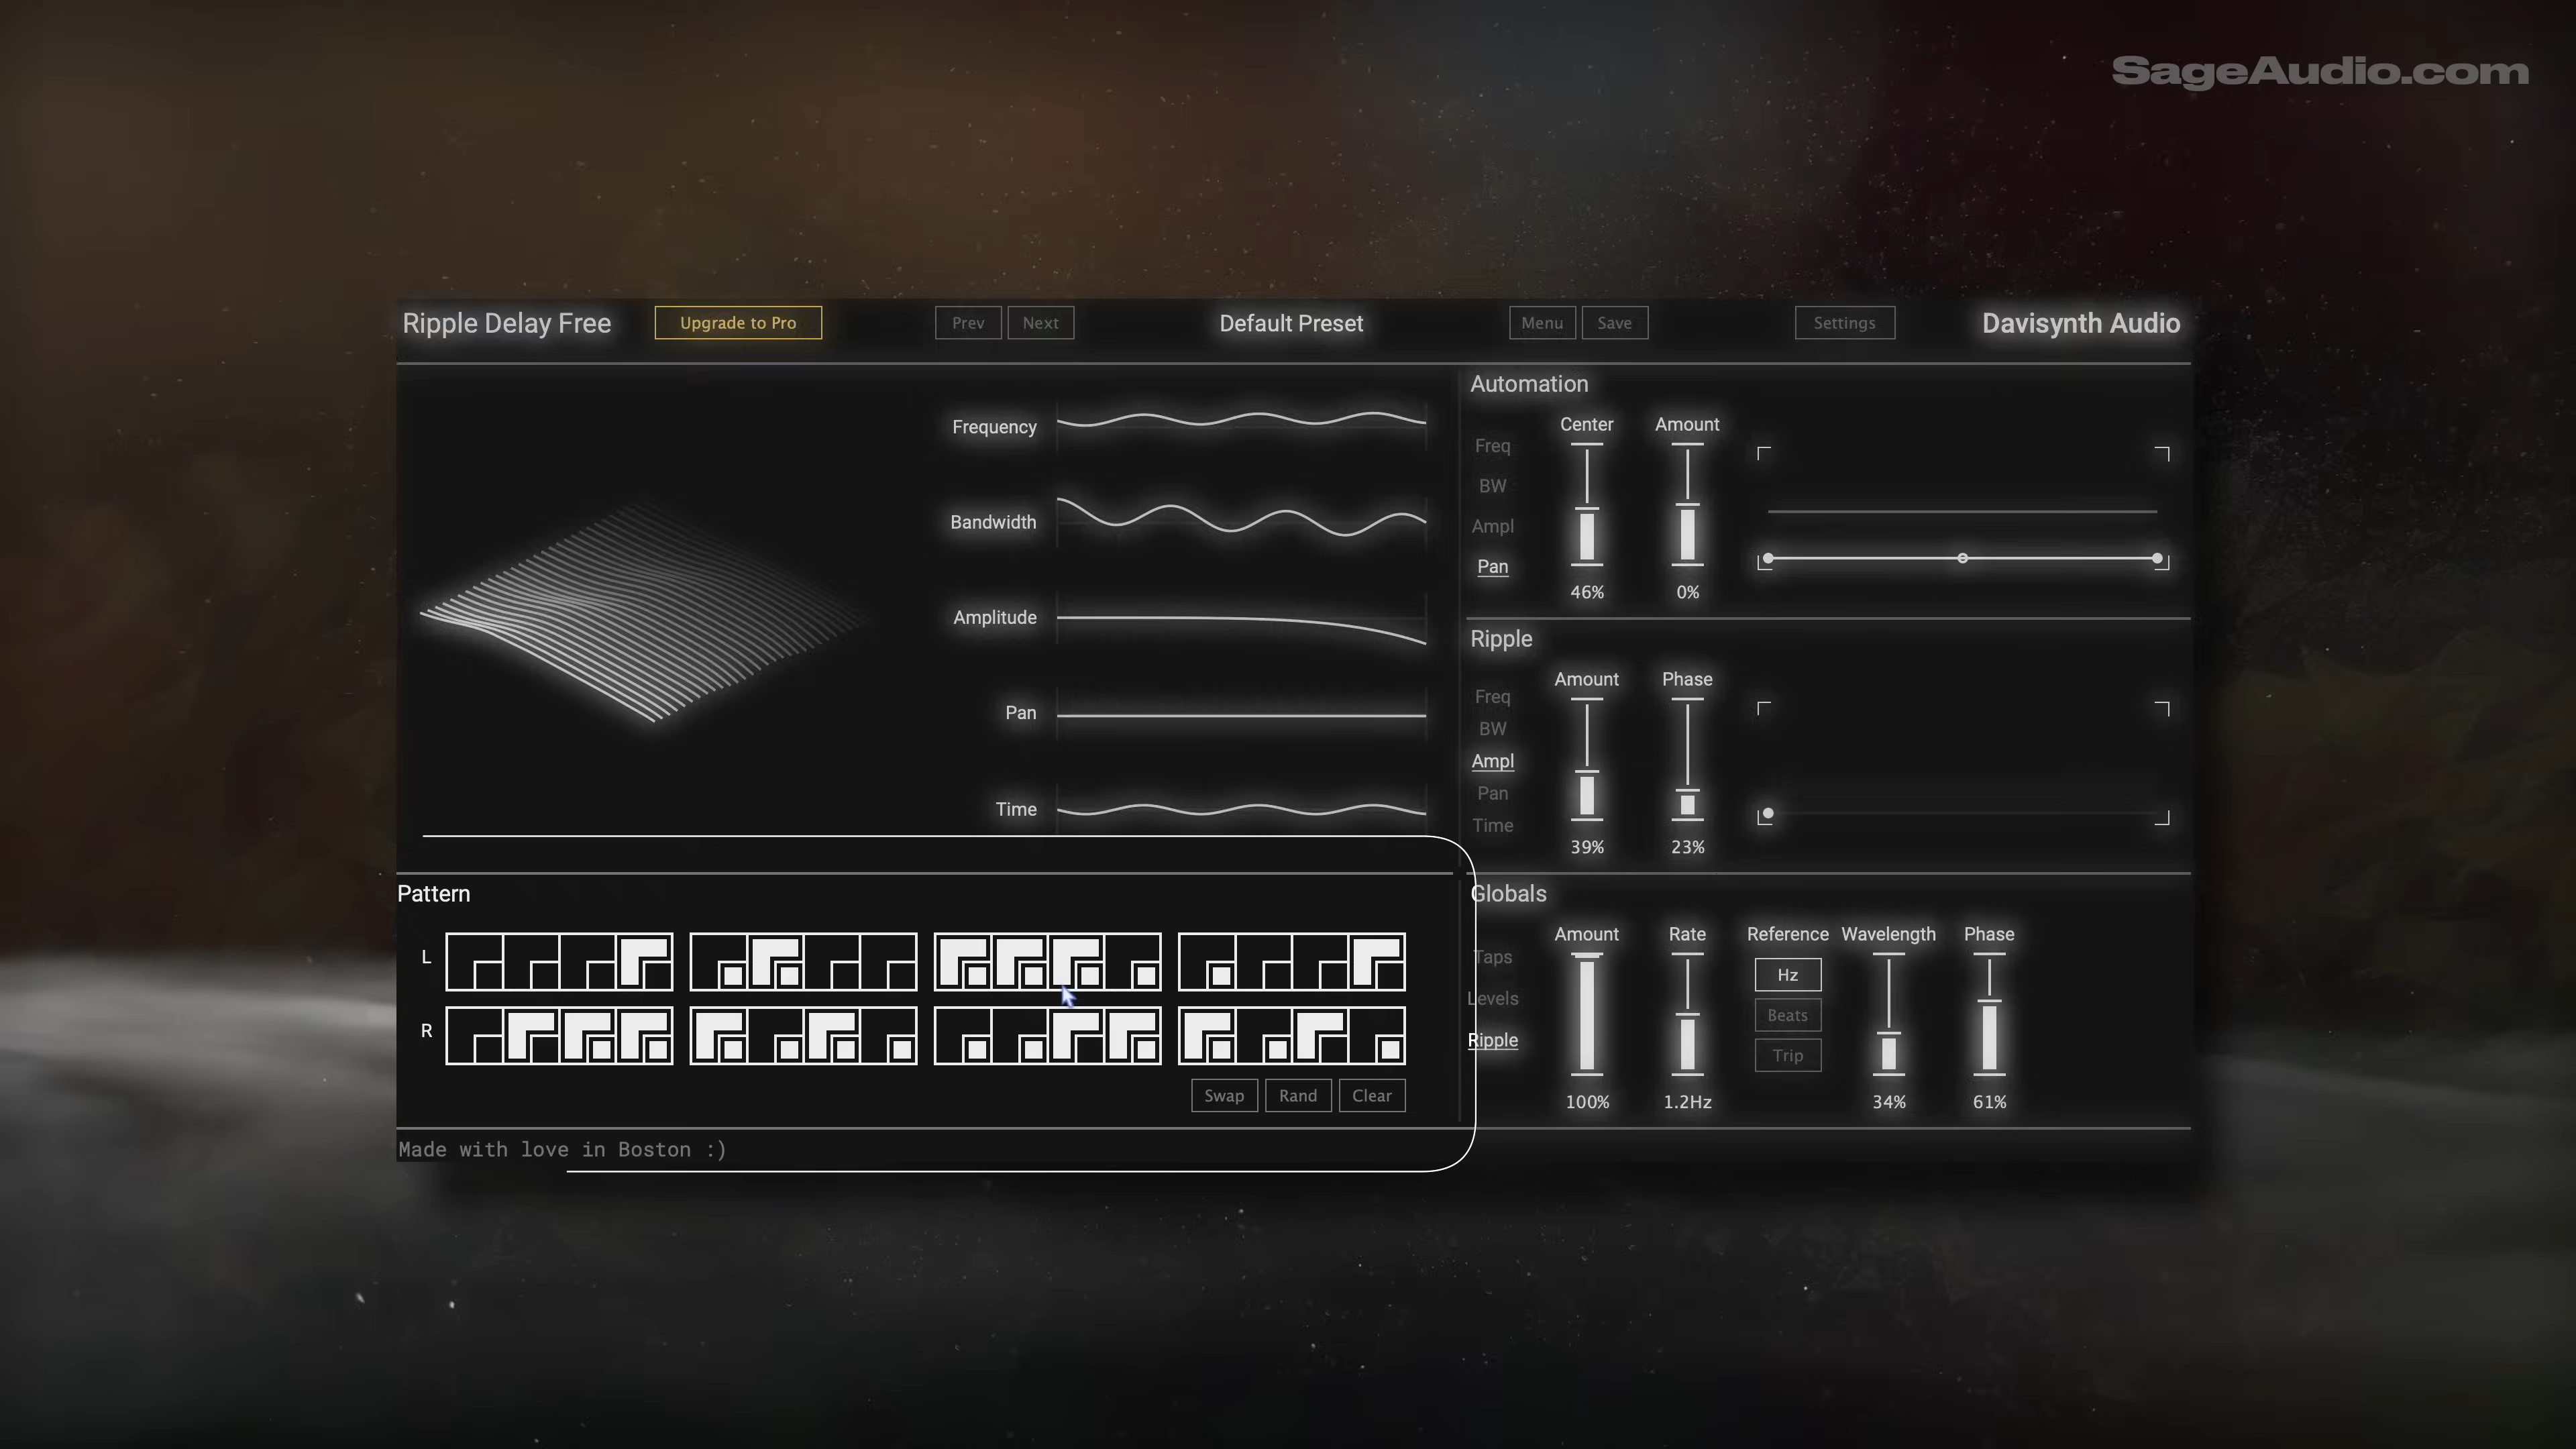 SageAudio.com
Ripple Delay Free
Upgrade to Pro
Prev
Next
Default Preset
Menu
Save
Settings
Davisynth Audio
Frequency
Bandwidth
Amplitude
Pan
Time
Automation
Center
Amount
Freq
BW
Ampl
Pan
46%
0%
Ripple
Amount
Phase
Freq
BW
Ampl
Pan
Time
39%
23%
Pattern
L
R
Swap
Rand
Clear
Globals
Amount
Rate
Reference
Wavelength
Phase
Taps
Levels
Ripple
Hz
Beats
Trip
100%
1.2Hz
34%
61%
Made with love in Boston :)